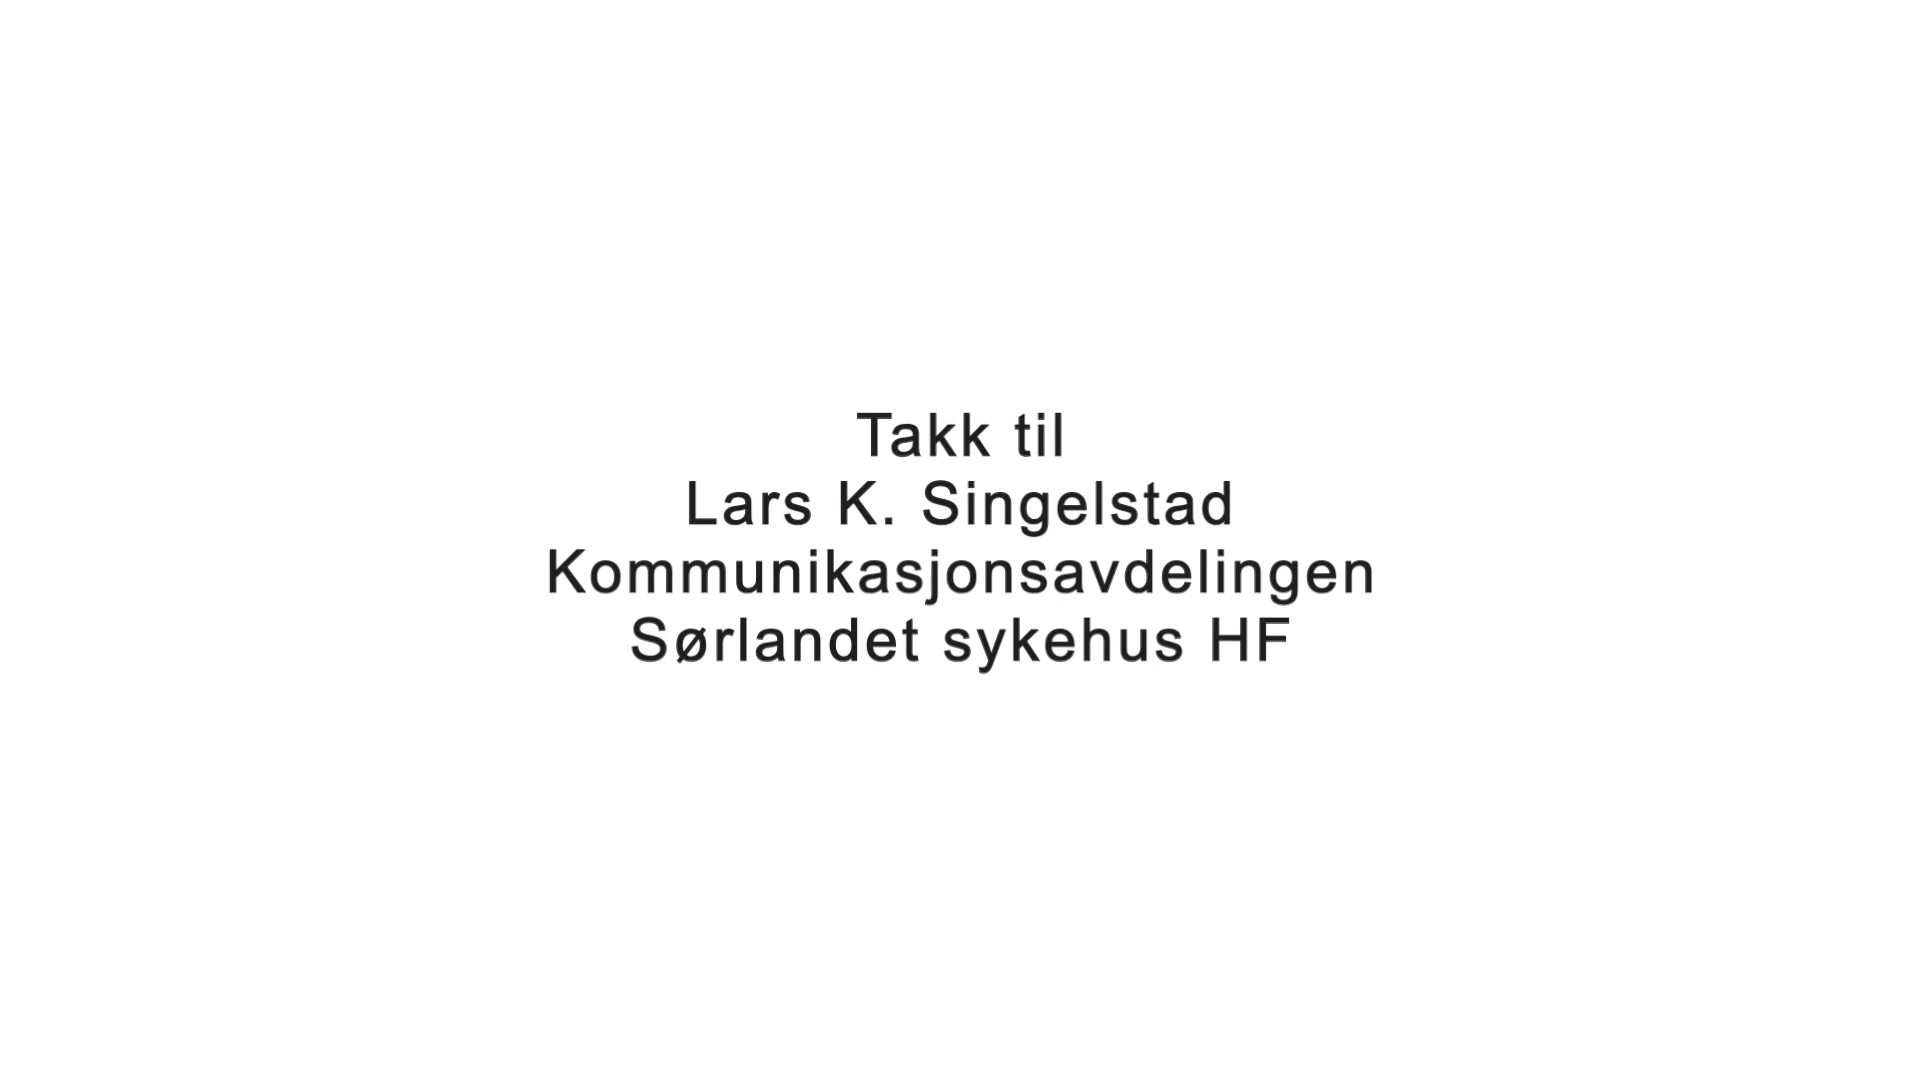 Takk til
Lars K. Singelstad
Kommunikasjonsavdelingen
Sørlandet sykehus HF